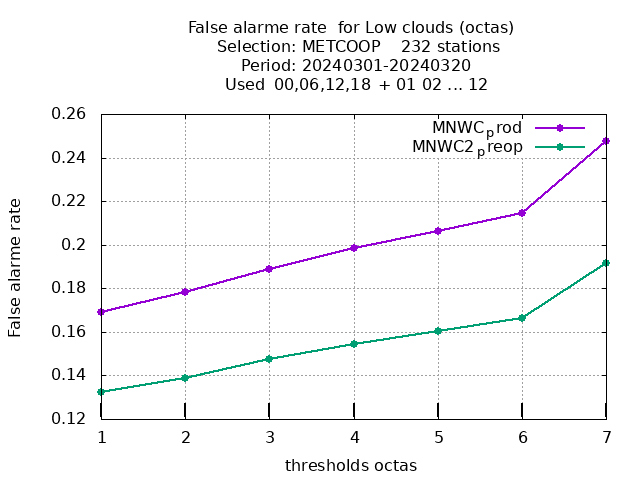 False alarme rate  for Low clouds (octas)
Selection: METCOOP    232 stations
Period: 20240301-20240320
Used  00,06,12,18 + 01 02 ... 12
MNWCprod
MNWC2preop
0.26
0.24
0.22
0.2
0.18
0.16
0.14
0.12
False alarme rate
1 2 3 4 5 6 7
thresholds octas